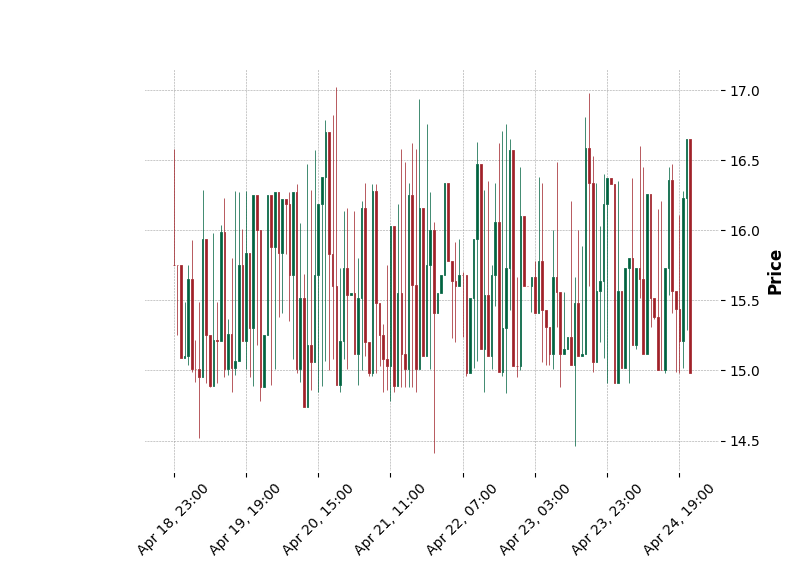 17.0
16.5
16.0
15.5
15.0
14.5
Price
Apr 18, 23:00
Apr 19, 19:00
Apr 20, 15:00
Apr 21, 11:00
Apr 22, 07:00
Apr 23, 03:00
Apr 23, 23:00
Apr 24, 19:00